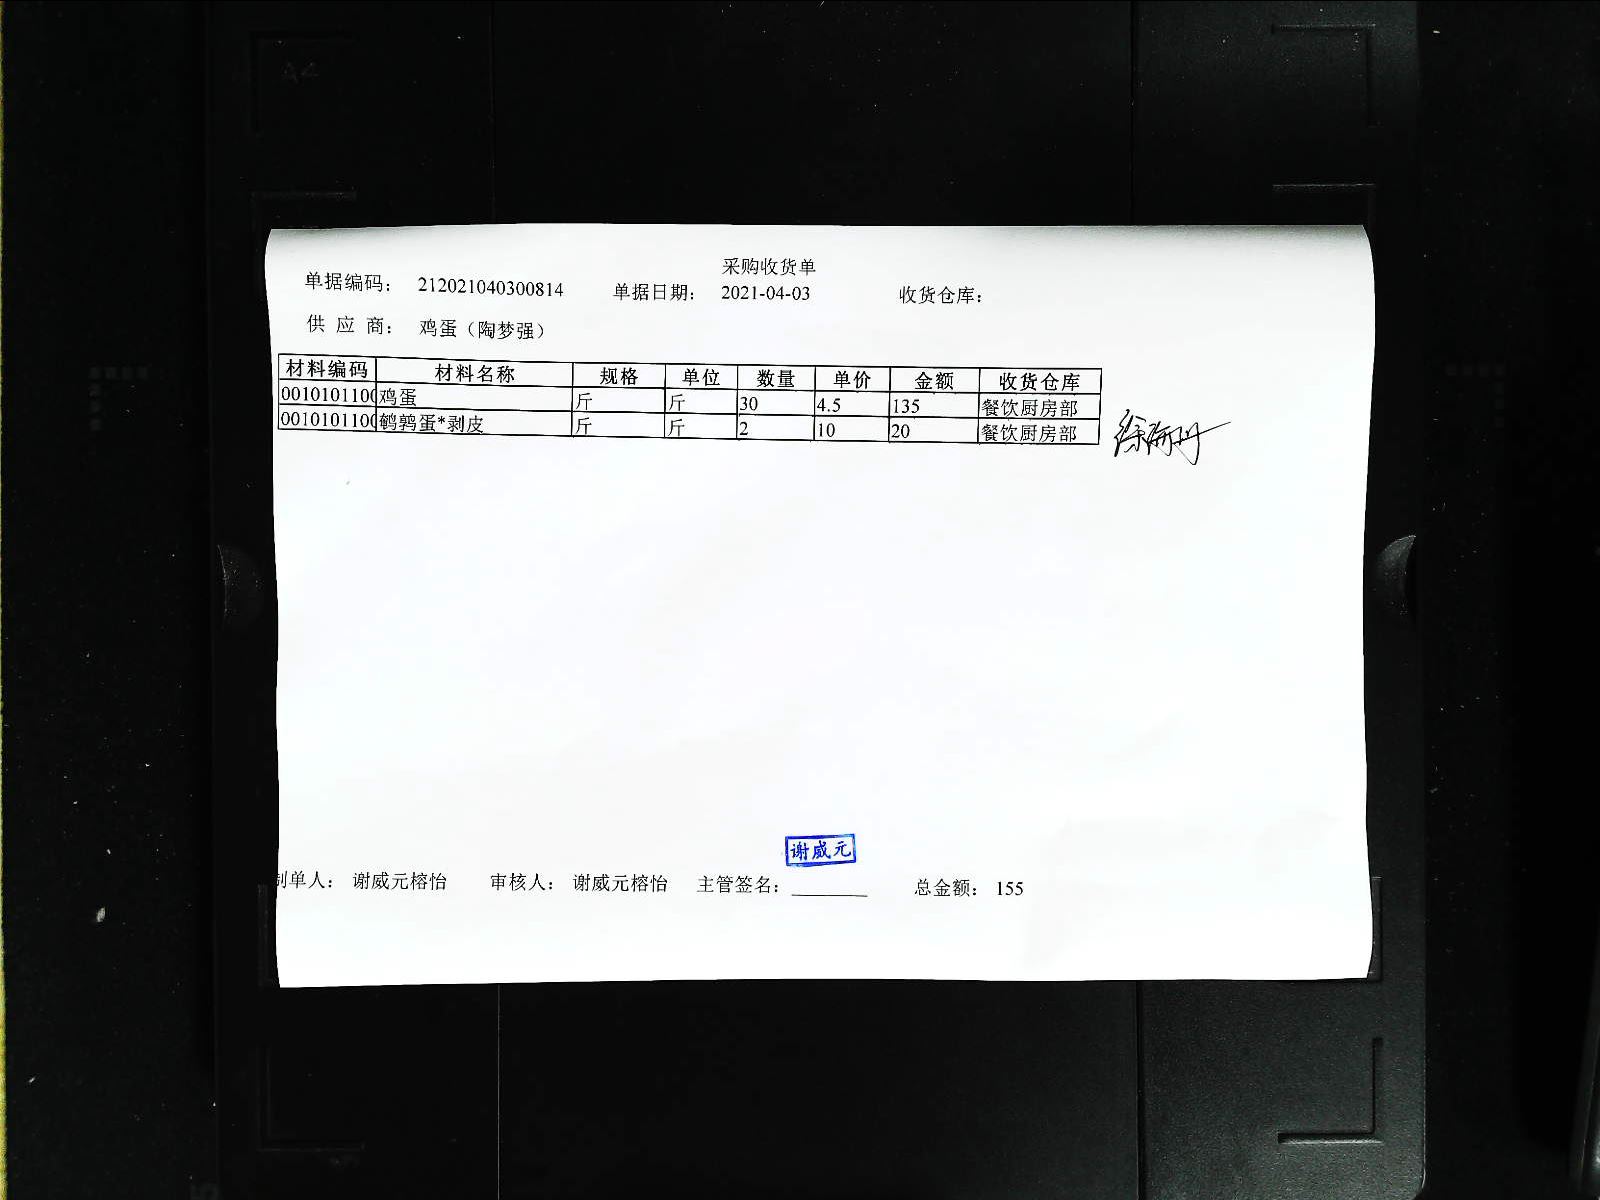 采购收货单
单据编码： 212021040300814 单据日期： 2021-04-03 收货仓库：
供 应 商： 鸡蛋（陶梦强）
材料编码 材料名称 规格 单位 数量 单价 金额 收货仓库
0010101100 鸡蛋 斤 斤 30 4.5 135 餐饮厨房部
0010101100 鹌鹑蛋*剥皮 斤 斤 2 10 20 餐饮厨房部
谢威元
制单人： 谢威元榕怡 审核人： 谢威元榕怡 主管签名：________ 总金额： 155